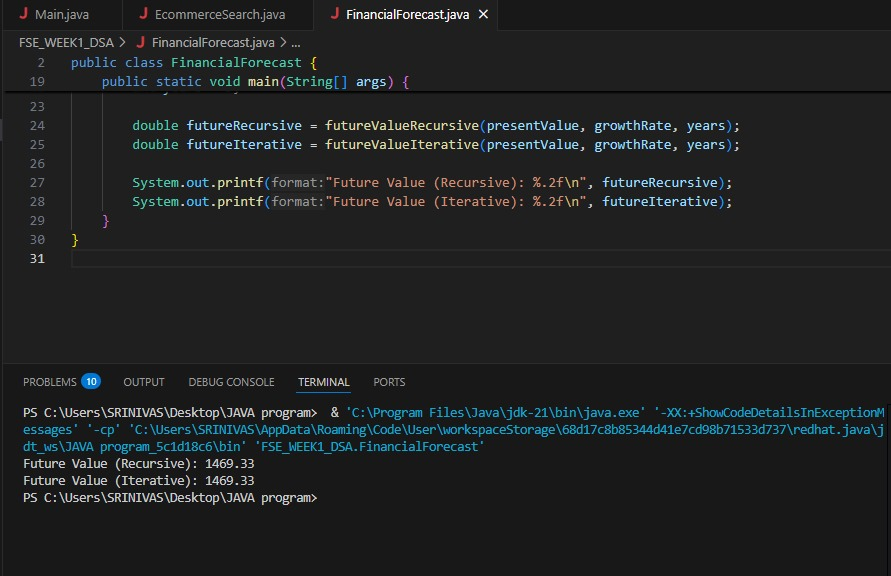 Main.java
EcommerceSearch.java
FinancialForecast.java ×
FSE_WEEK1_DSA > FinancialForecast.java > ...
2 public class FinancialForecast {
19 public static void main(String[] args) {
23
24 double futureRecursive = futureValueRecursive(presentValue, growthRate, years);
25 double futureIterative = futureValueIterative(presentValue, growthRate, years);
26
27 System.out.printf(format:"Future Value (Recursive): %.2f\n", futureRecursive);
28 System.out.printf(format:"Future Value (Iterative): %.2f\n", futureIterative);
29 }
30 }
31
PROBLEMS 10 OUTPUT DEBUG CONSOLE TERMINAL PORTS
PS C:\Users\SRINIVAS\Desktop\JAVA program> & 'C:\Program Files\Java\jdk-21\bin\java.exe' '-XX:+ShowCodeDetailsInExceptionM
essages' '-cp' 'C:\Users\SRINIVAS\AppData\Roaming\Code\User\workspaceStorage\68d17c8b85344d41e7cd98b71533d737\redhat.java\j
dt_ws\JAVA program_5c1d18c6\bin' 'FSE_WEEK1_DSA.FinancialForecast'
Future Value (Recursive): 1469.33
Future Value (Iterative): 1469.33
PS C:\Users\SRINIVAS\Desktop\JAVA program>